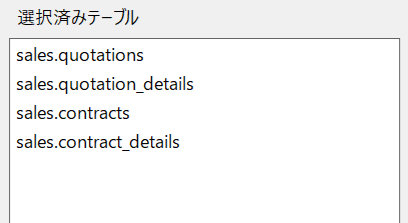 選択済みテーブル
sales.quotations
sales.quotation_details
sales.contracts
sales.contract_details